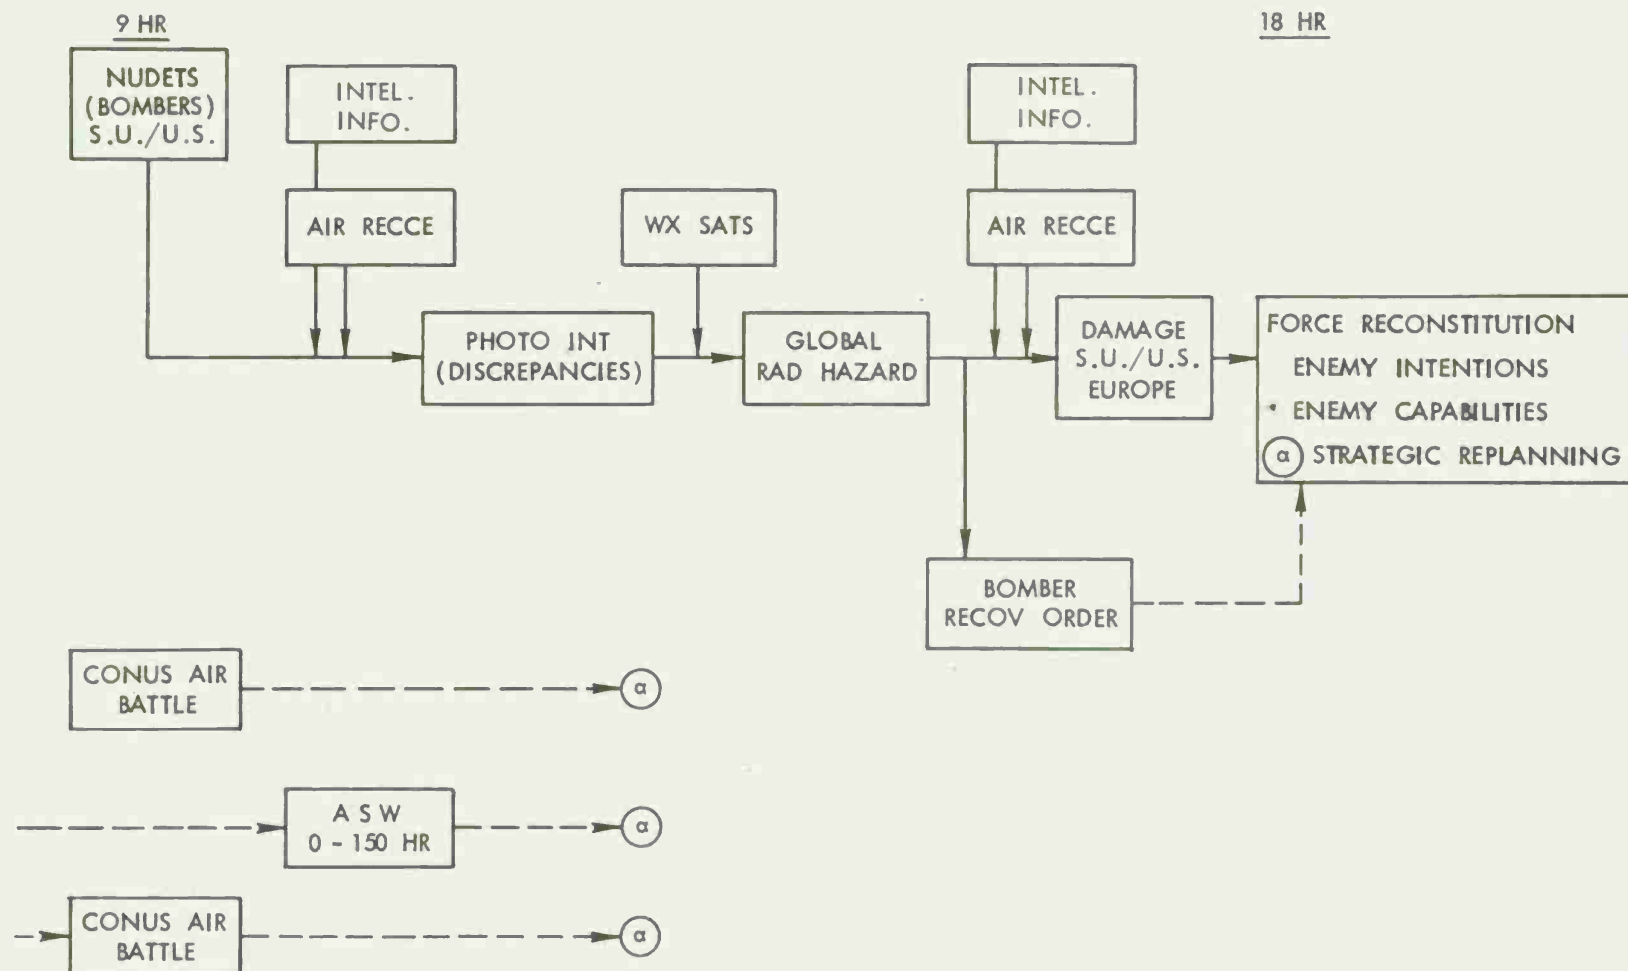 9 HR
18 HR
NUDETS
(BOMBERS)
S.U./U.S.
INTEL.
INFO.
INTEL.
INFO.
AIR RECCE
WX SATS
AIR RECCE
PHOTO INT
(DISCREPANCIES)
GLOBAL
RAD HAZARD
DAMAGE
S.U./U.S.
EUROPE
FORCE RECONSTITUTION
ENEMY INTENTIONS
ENEMY CAPABILITIES
α STRATEGIC REPLANNING
BOMBER
RECOV ORDER
CONUS AIR
BATTLE
α
A S W
0 - 150 HR
α
CONUS AIR
BATTLE
α